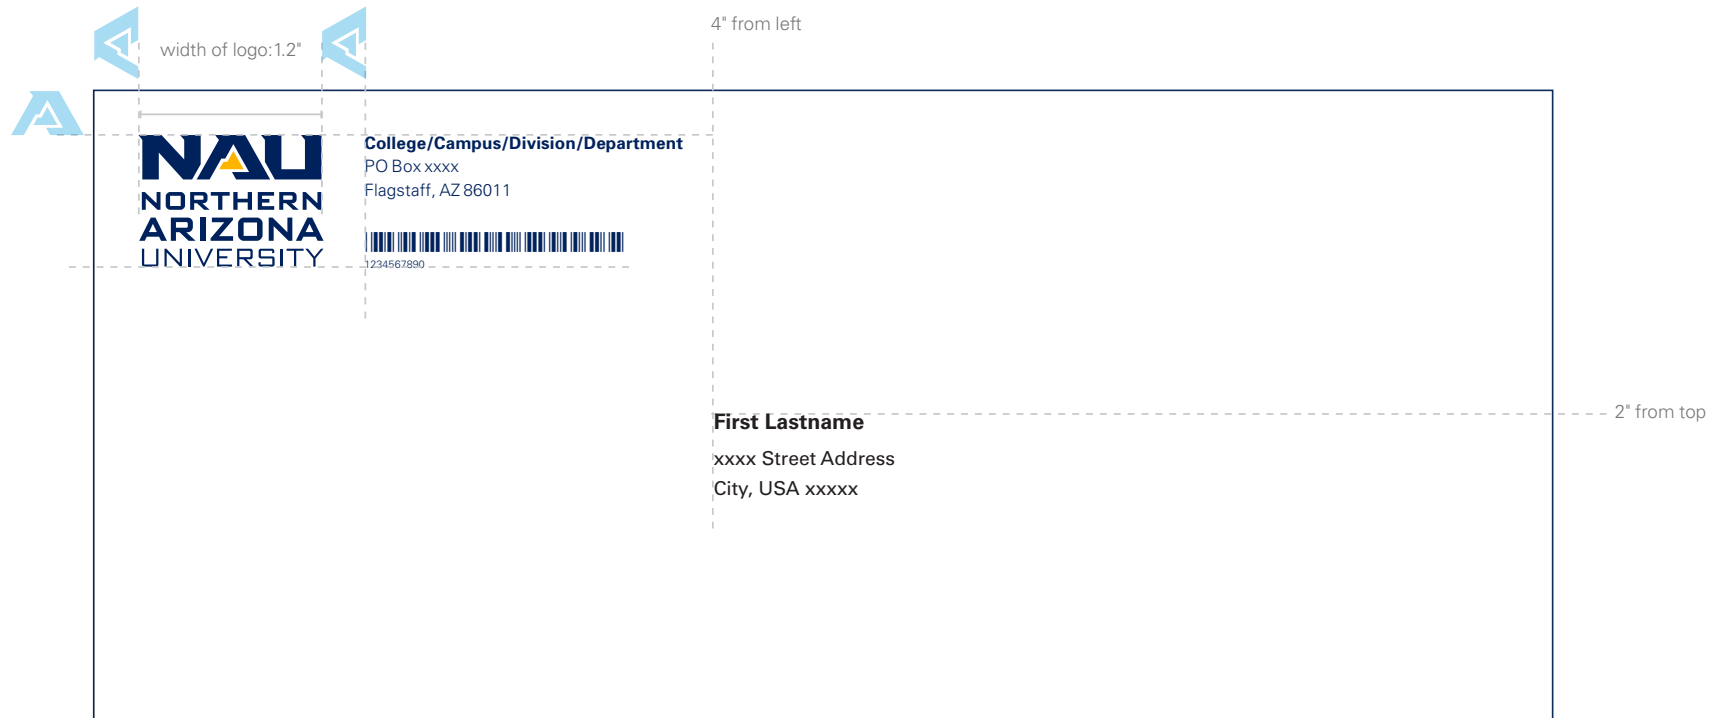 4" from left
width of logo:1.2"
NAU
NORTHERN
ARIZONA
UNIVERSITY
College/Campus/Division/Department
PO Box xxxx
Flagstaff, AZ 86011
1234567890
2" from top
First Lastname
xxxx Street Address
City, USA xxxxx